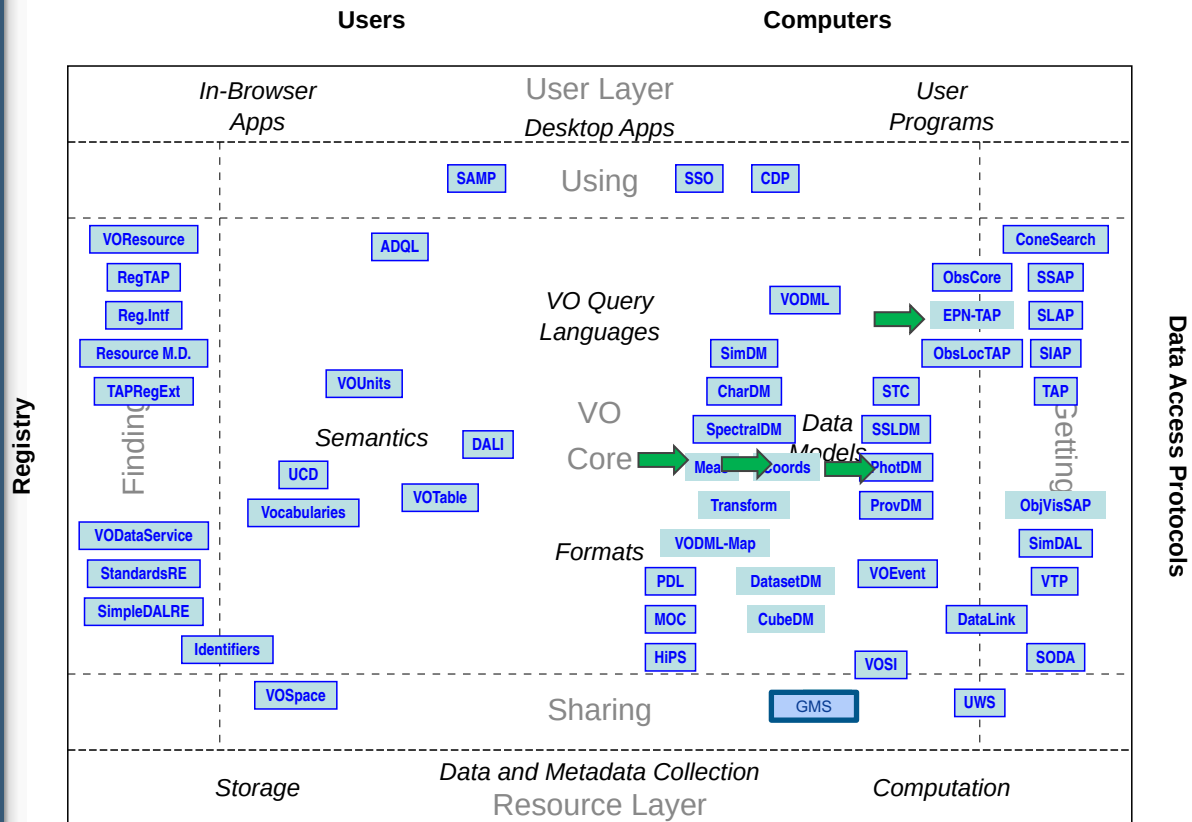 Users
Computers
User Layer
In-Browser
Apps
Desktop Apps
User
Programs
SAMP
Using
SSO
CDP
VOResource
RegTAP
Reg.Intf
Resource M.D.
TAPRegExt
Finding
VODataService
StandardsRE
SimpleDALRE
Identifiers
Registry
ADQL
VOUnits
Semantics
DALI
UCD
VOTable
Vocabularies
VO Query
Languages
VO
Core
Formats
VODML
SimDM
CharDM
SpectralDM
Data
Models
STC
SSLDM
PhotDM
ProvDM
Transform
VODML-Map
PDL
MOC
HiPS
DatasetDM
CubeDM
VOEvent
VOSI
ConeSearch
ObsCore
SSAP
EPN-TAP
SLAP
ObsLocTAP
SIAP
TAP
Getting
ObjVisSAP
SimDAL
VTP
DataLink
SODA
Data Access Protocols
VOSpace
Sharing
GMS
UWS
Storage
Data and Metadata Collection
Computation
Resource Layer